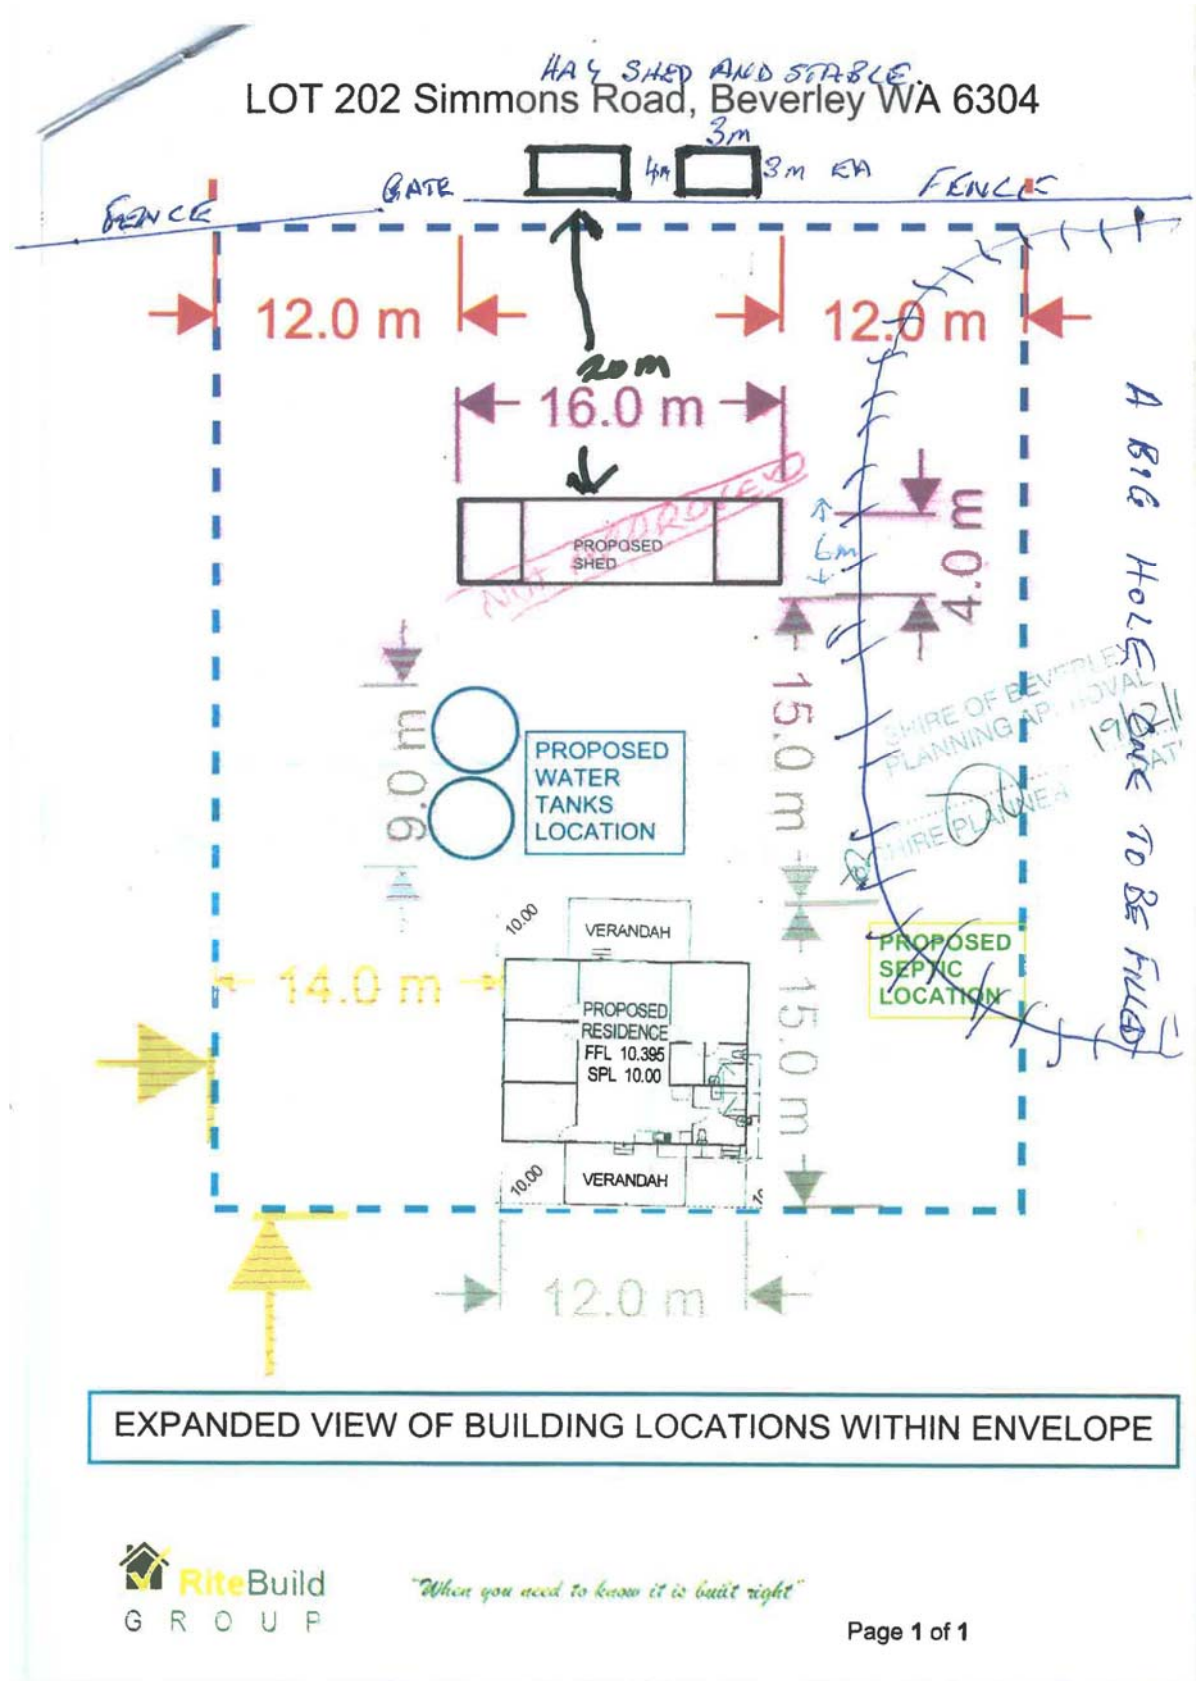 HAY SHED AND STABLE.
LOT 202 Simmons Road, Beverley WA 6304
3m
4m
3m EA
FENCE
GATE
FENCE
12.0 m
12.0 m
20m
16.0 m
NOT APPROVED
PROPOSED
SHED
6m
4.0 m
A BIG HOLE
TO BE FILLED
SHIRE OF BEVERLEY
PLANNING APPROVAL
SHIRE PLANNER
15.0 m
9.0 m
PROPOSED
WATER
TANKS
LOCATION
10.00
VERANDAH
PROPOSED
SEPTIC
LOCATION
14.0 m
PROPOSED
RESIDENCE
FFL 10.395
SPL 10.00
15.0 m
10.00
VERANDAH
12.0 m
EXPANDED VIEW OF BUILDING LOCATIONS WITHIN ENVELOPE
RiteBuild
GROUP
"When you need to know it is built right"
Page 1 of 1